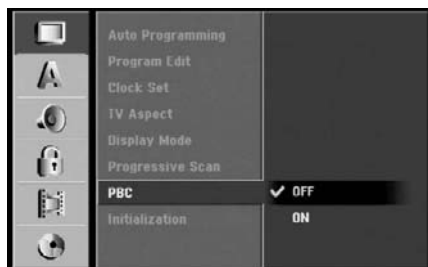 Auto Programming
Program Edit
Clock Set
TV Aspect
Display Mode
Progressive Scan
PBC
OFF
ON
Initialization